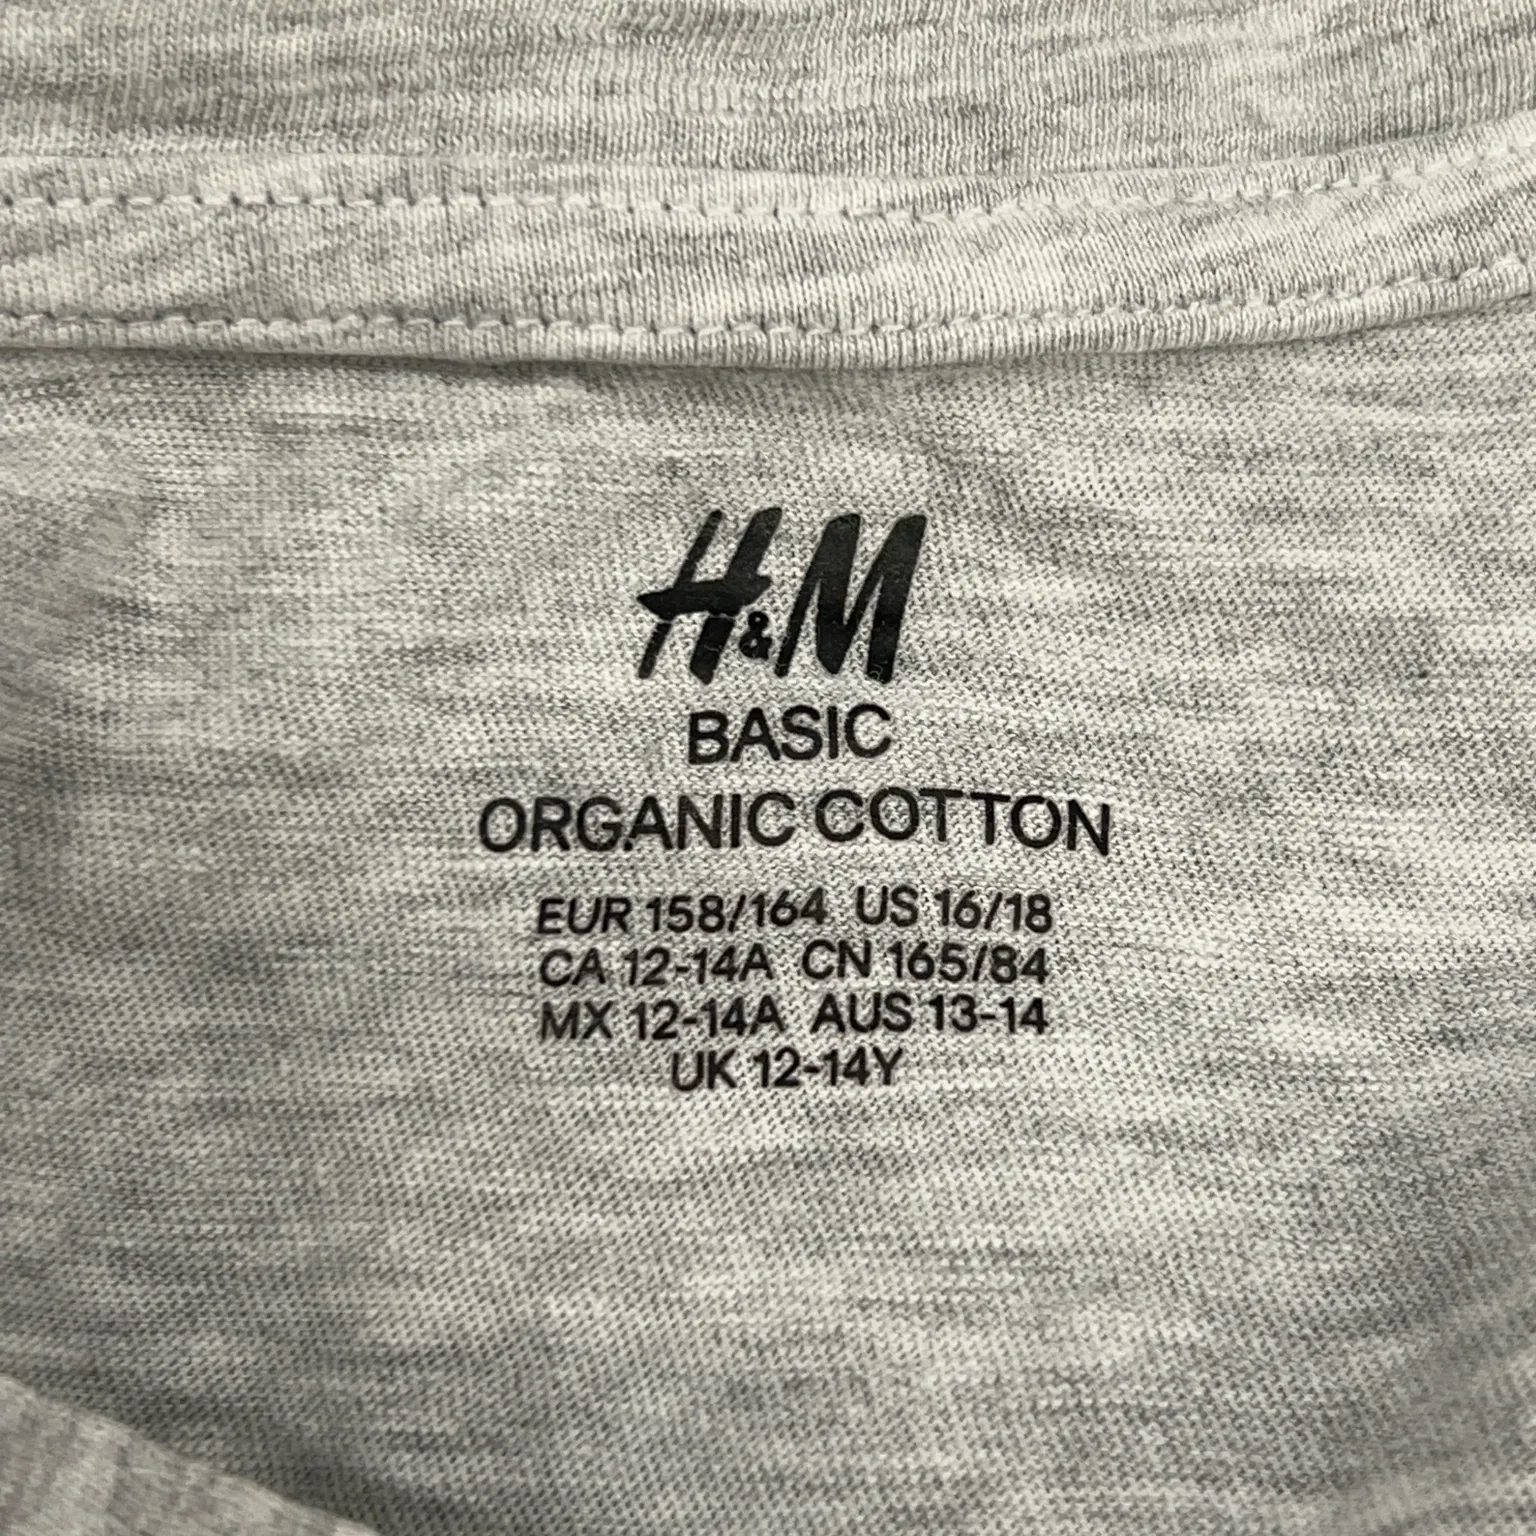 H&M
BASIC
ORGANIC COTTON
EUR 158/164 US 16/18
CA 12-14A CN 165/84
MX 12-14A AUS 13-14
UK 12-14Y